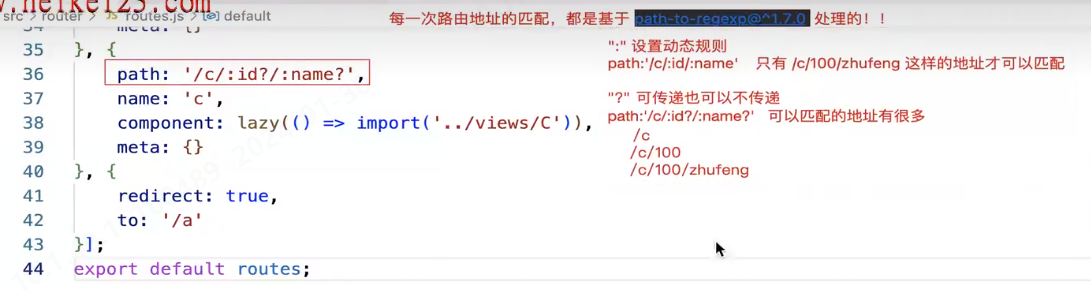 www.heike125.com
src > router > JS routes.js > default
每一次路由地址的匹配，都是基于 path-to-regexp@^1.7.0 处理的！！
34 meta: {}
35 }, {
36 path: '/c/:id?/:name?',
37 name: 'c',
38 component: lazy(() => import('../views/C')),
39 meta: {}
40 }, {
41 redirect: true,
42 to: '/a'
43 }];
44 export default routes;
":" 设置动态规则
path:'/c/:id/:name' 只有 /c/100/zhufeng 这样的地址才可以匹配
"?" 可传递也可以不传递
path:'/c/:id?/:name?' 可以匹配的地址有很多
/c
/c/100
/c/100/zhufeng